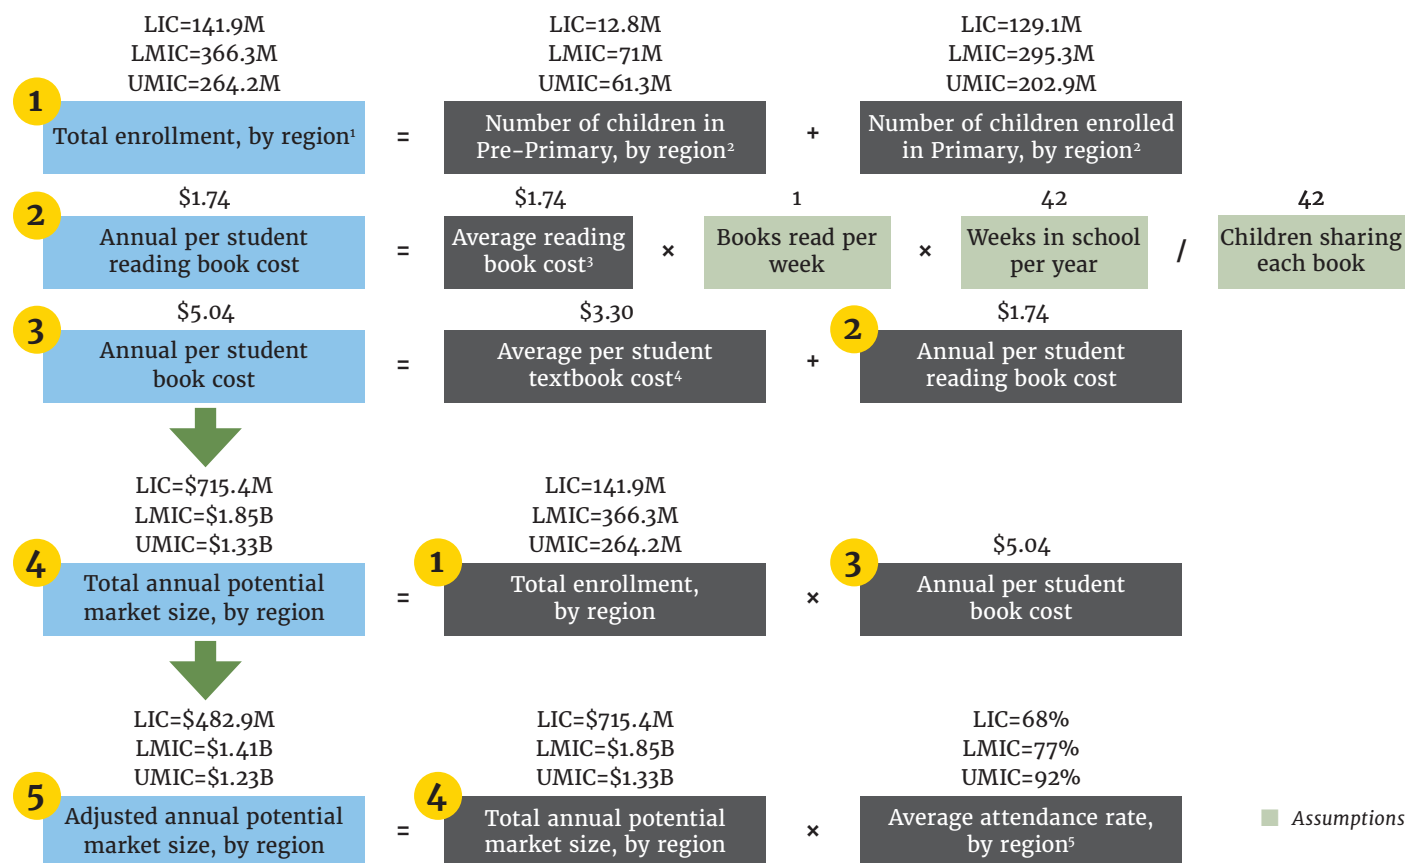 LIC=141.9M
LMIC=366.3M
UMIC=264.2M
1
Total enrollment, by region¹
=
LIC=12.8M
LMIC=71M
UMIC=61.3M
Number of children in
Pre-Primary, by region²
+
LIC=129.1M
LMIC=295.3M
UMIC=202.9M
Number of children enrolled
in Primary, by region²
2
$1.74
Annual per student
reading book cost
=
$1.74
Average reading
book cost³
×
1
Books read per
week
×
42
Weeks in school
per year
/
42
Children sharing
each book
3
$5.04
Annual per student
book cost
=
$3.30
Average per student
textbook cost⁴
+
2
$1.74
Annual per student
reading book cost
LIC=$715.4M
LMIC=$1.85B
UMIC=$1.33B
4
Total annual potential
market size, by region
=
LIC=141.9M
LMIC=366.3M
UMIC=264.2M
1
Total enrollment,
by region
×
3
$5.04
Annual per student
book cost
LIC=$482.9M
LMIC=$1.41B
UMIC=$1.23B
5
Adjusted annual potential
market size, by region
=
LIC=$715.4M
LMIC=$1.85B
UMIC=$1.33B
4
Total annual potential
market size, by region
×
LIC=68%
LMIC=77%
UMIC=92%
Average attendance rate,
by region⁵
Assumptions